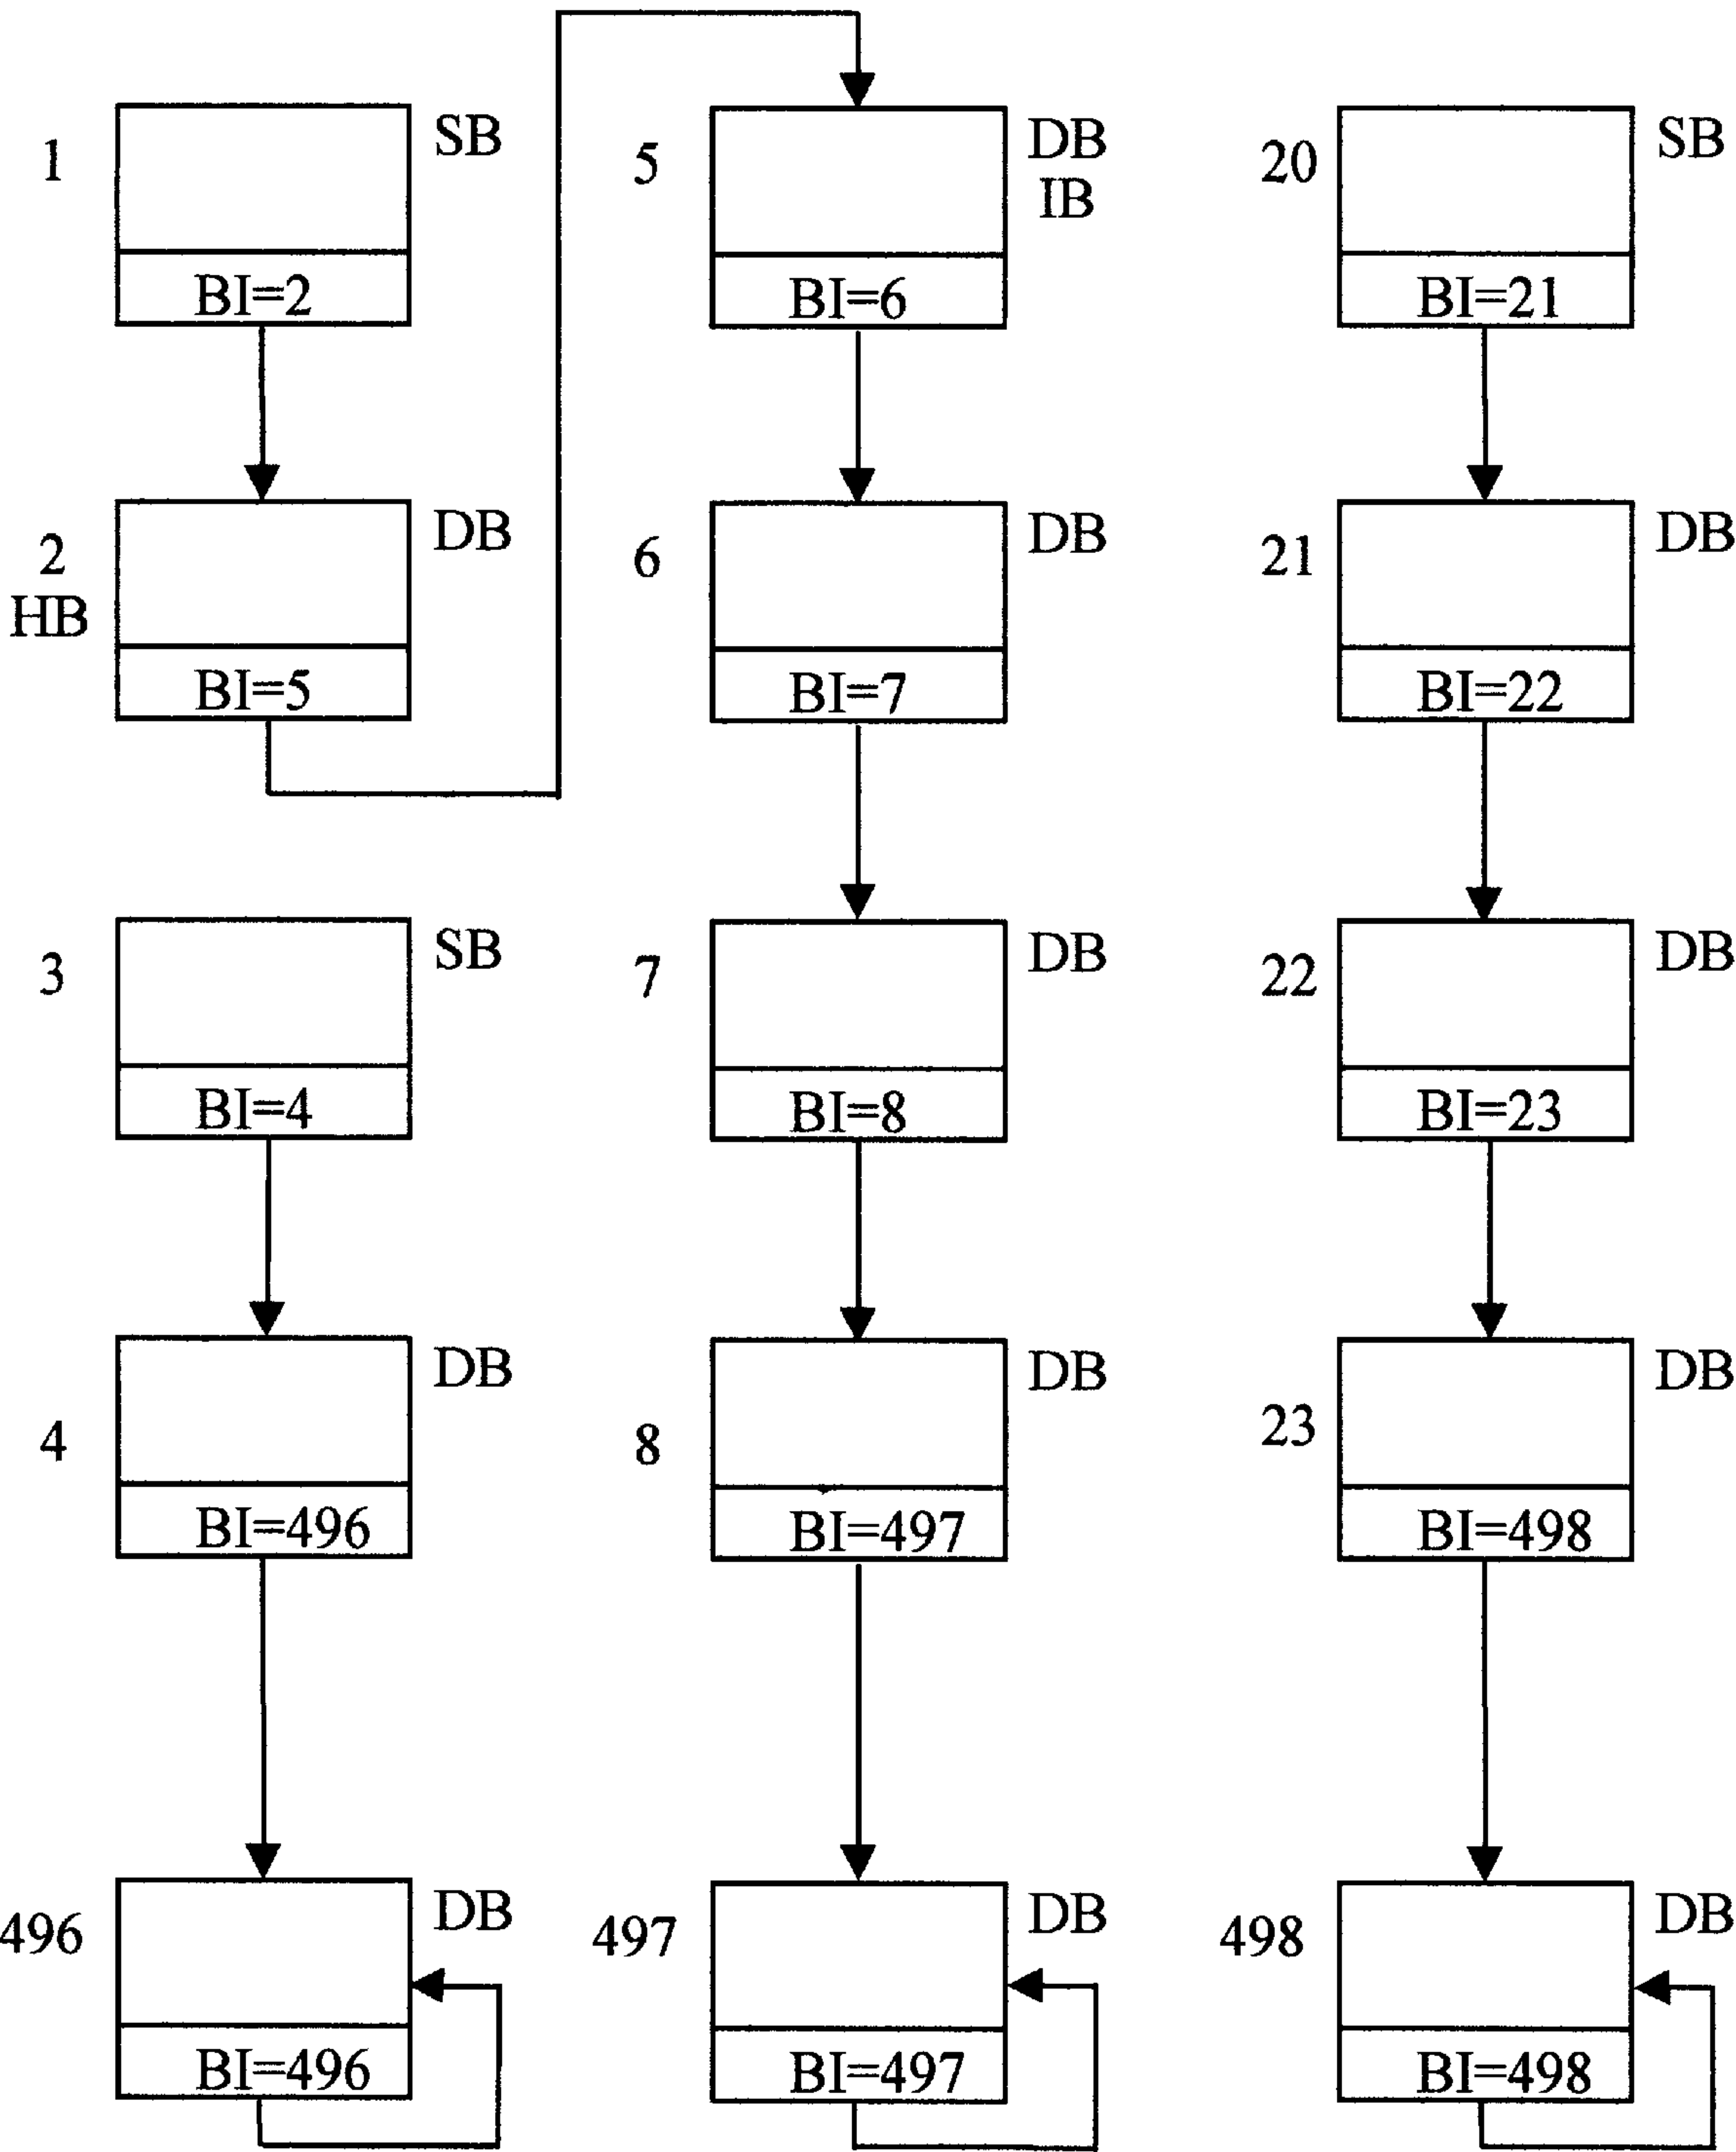 1
SB
BI=2
2
HB
DB
BI=5
3
SB
BI=4
4
DB
BI=496
496
DB
BI=496
5
DB
IB
BI=6
6
DB
BI=7
7
DB
BI=8
8
DB
BI=497
497
DB
BI=497
20
SB
BI=21
21
DB
BI=22
22
DB
BI=23
23
DB
BI=498
498
DB
BI=498